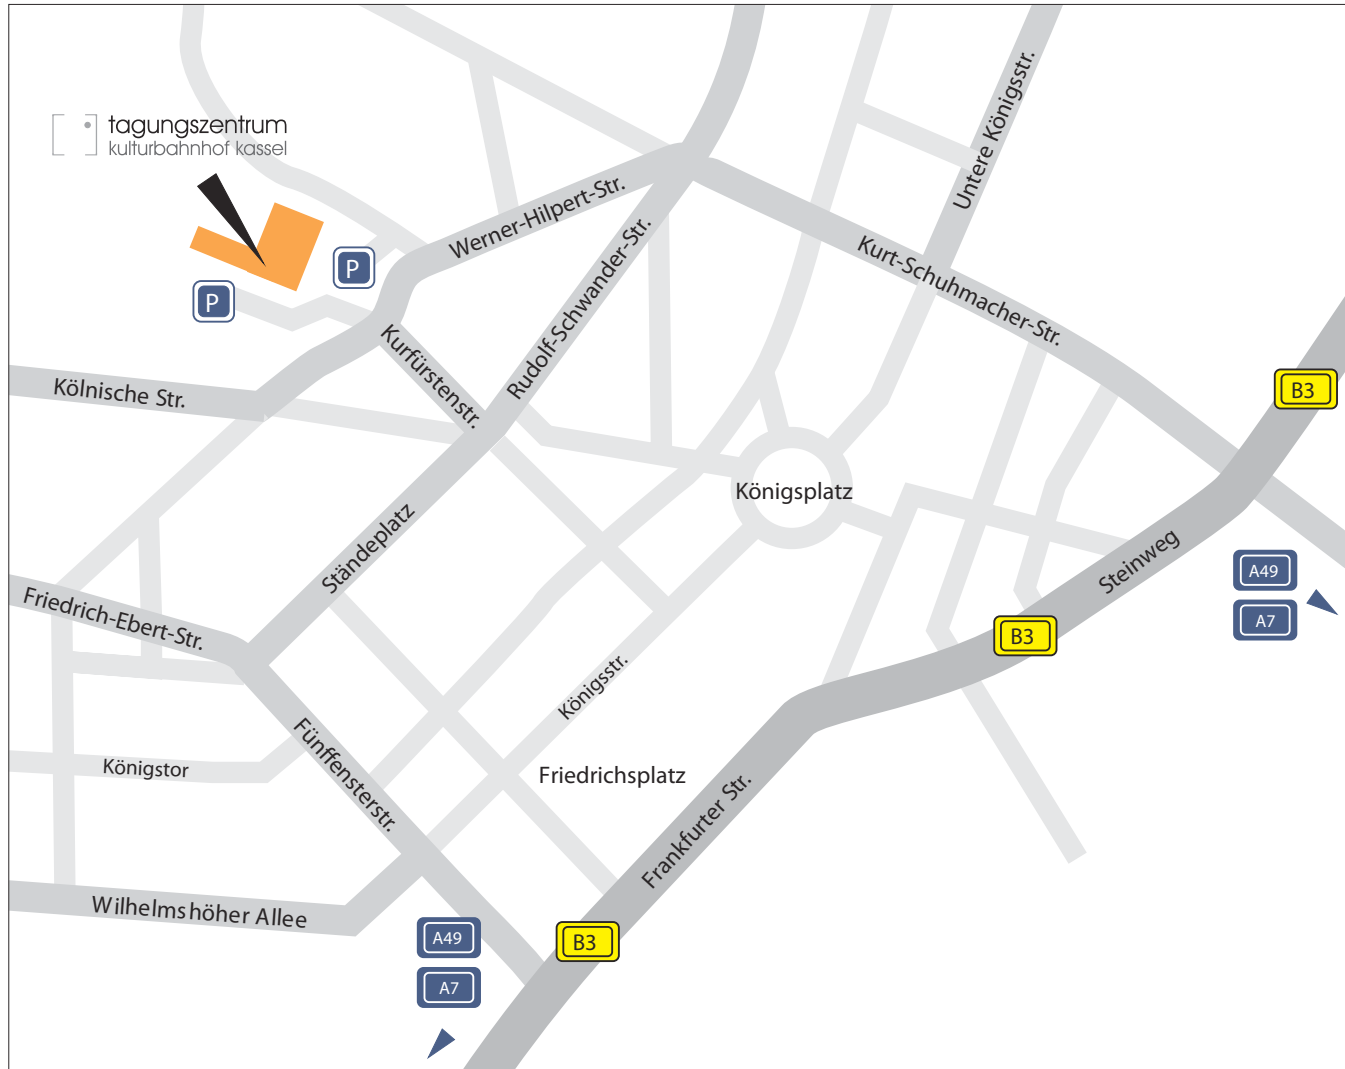 tagungszentrum
kulturbahnhof kassel
Untere Königsstr.
Werner-Hilpert-Str.
Kurt-Schuhmacher-Str.
P
P
Rudolf-Schwander-Str.
Kurfürstenstr.
Kölnische Str.
B3
Königsplatz
Ständeplatz
Steinweg
A49
A7
Friedrich-Ebert-Str.
B3
Königsstr.
Fünffensterstr.
Königstor
Friedrichsplatz
Frankfurter Str.
Wilhelmshöher Allee
A49
B3
A7